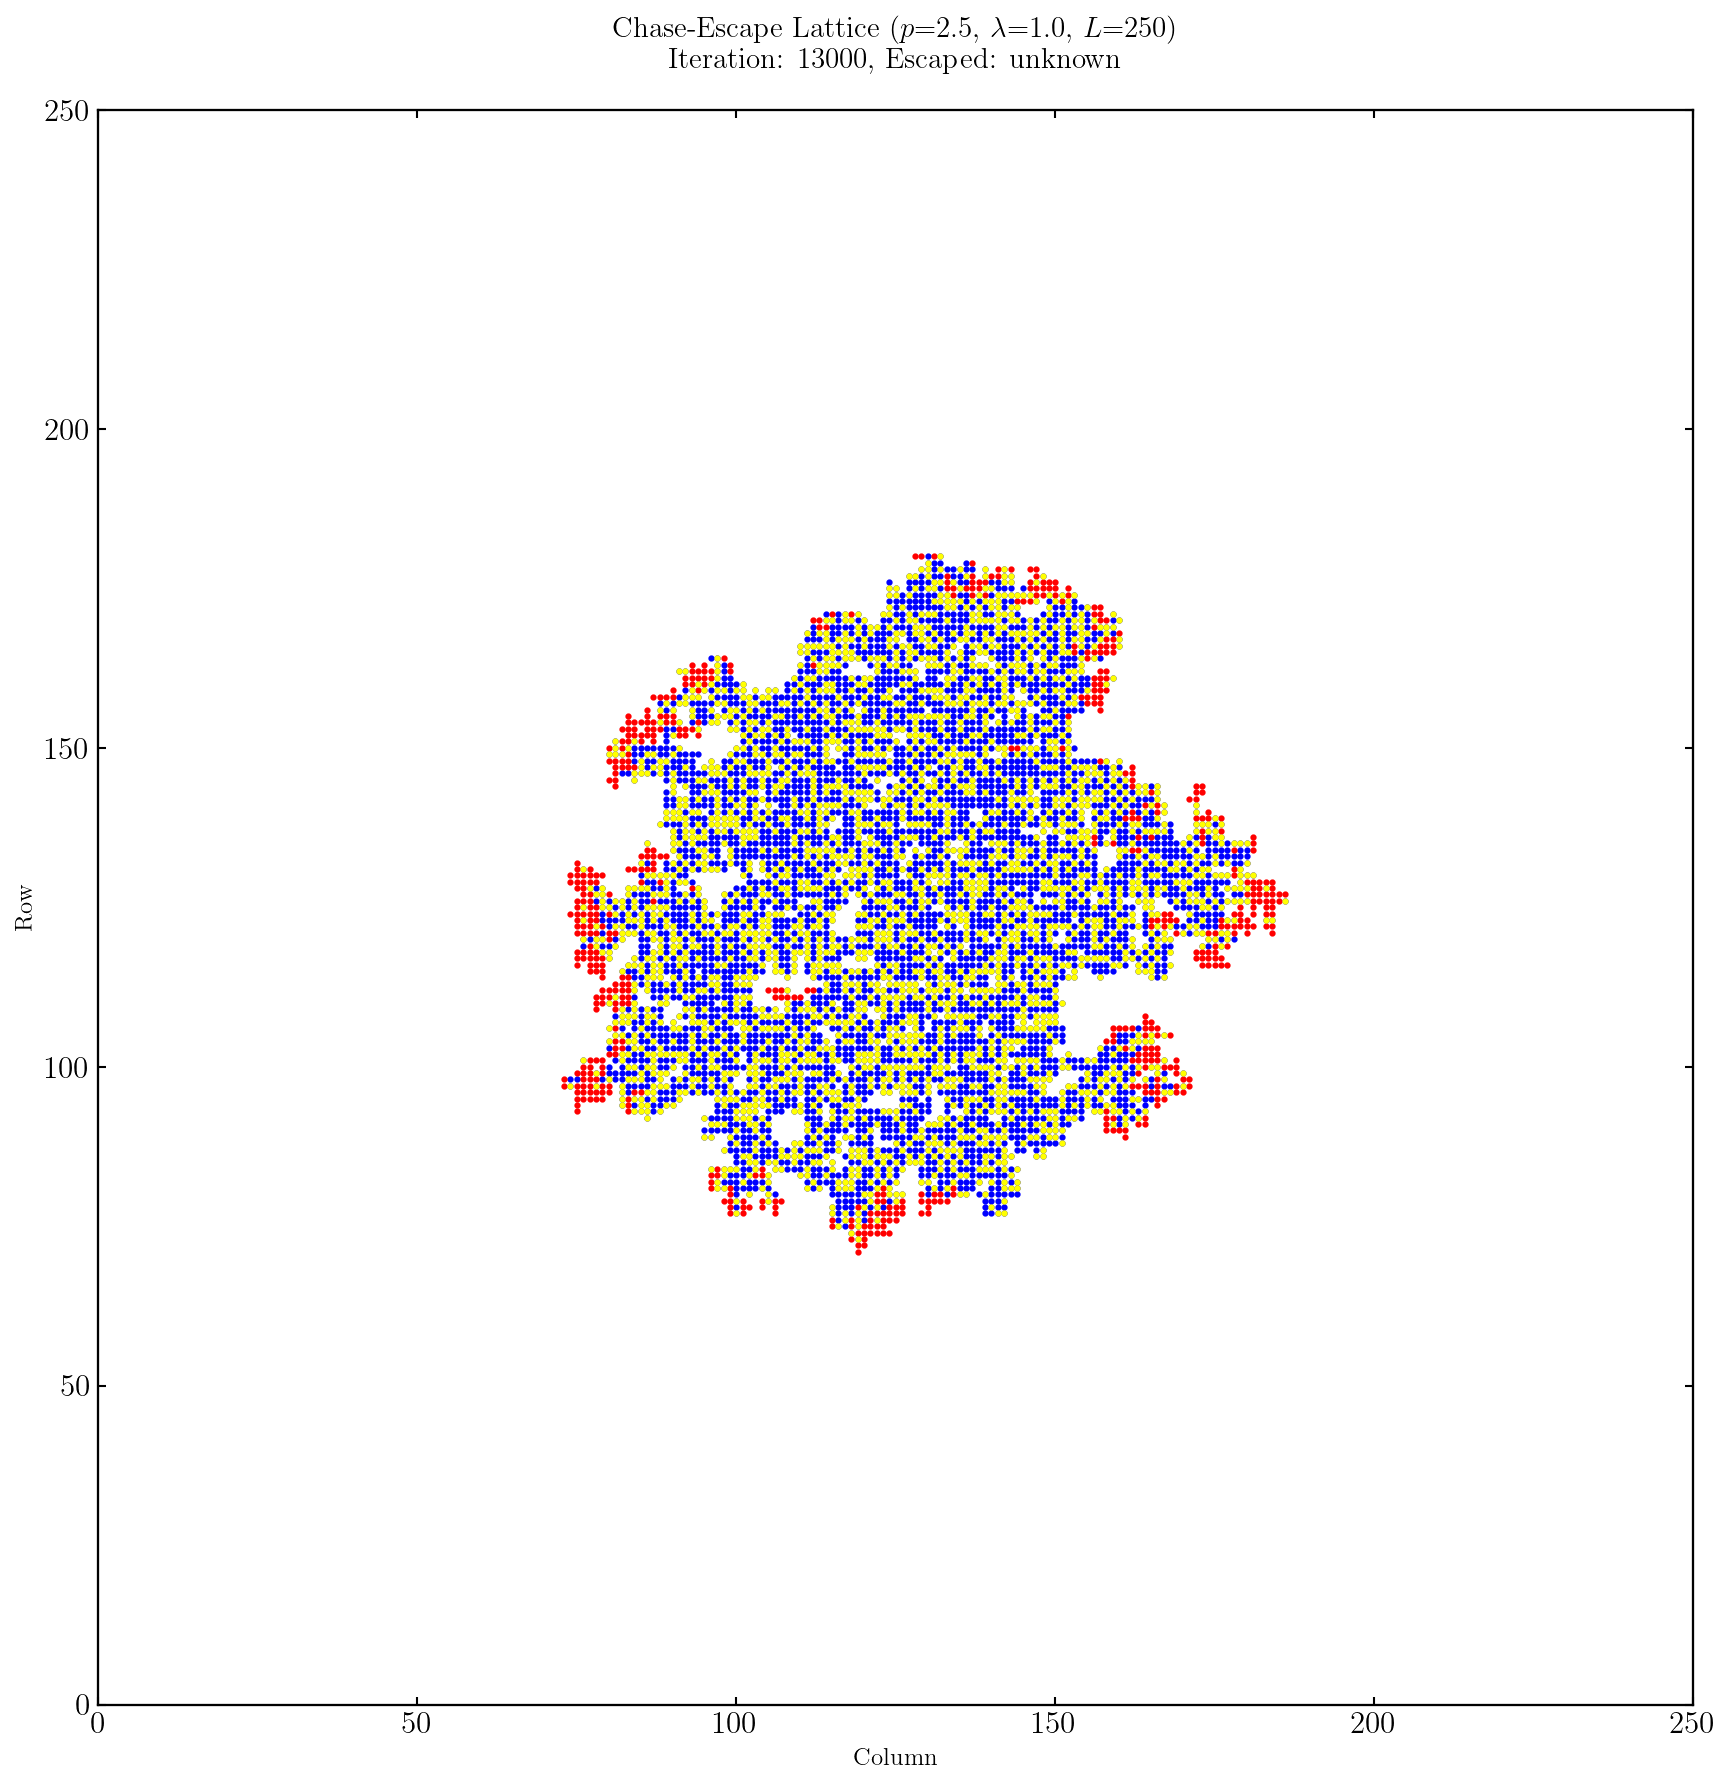 Chase-Escape Lattice (p=2.5, λ=1.0, L=250)
Iteration: 13000, Escaped: unknown
250
200
150
100
50
0
Row
0 50 100 150 200 250
Column